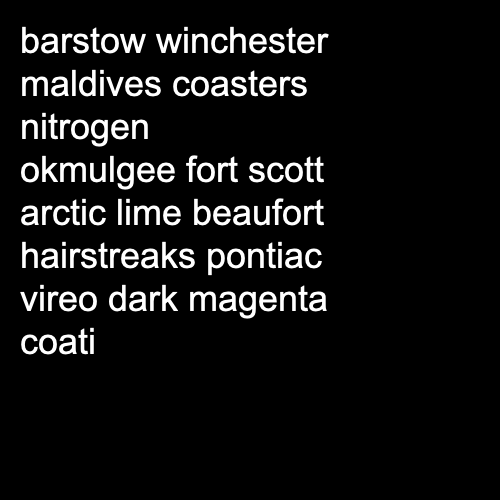 barstow winchester
maldives coasters
nitrogen
okmulgee fort scott
arctic lime beaufort
hairstreaks pontiac
vireo dark magenta
coati